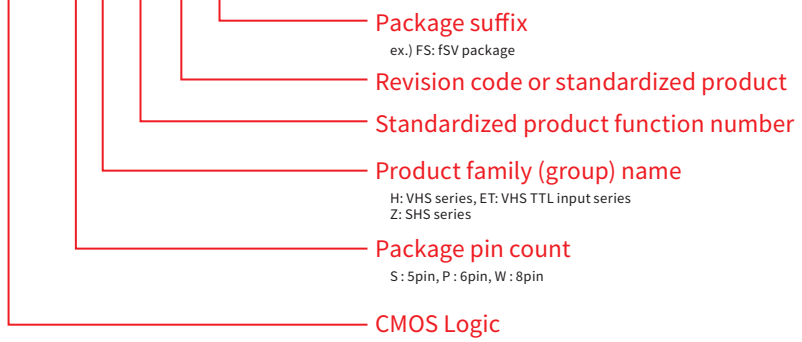 Package suffix
ex.) FS: fSV package
Revision code or standardized product
Standardized product function number
Product family (group) name
H: VHS series, ET: VHS TTL input series
Z: SHS series
Package pin count
S : 5pin, P : 6pin, W : 8pin
CMOS Logic